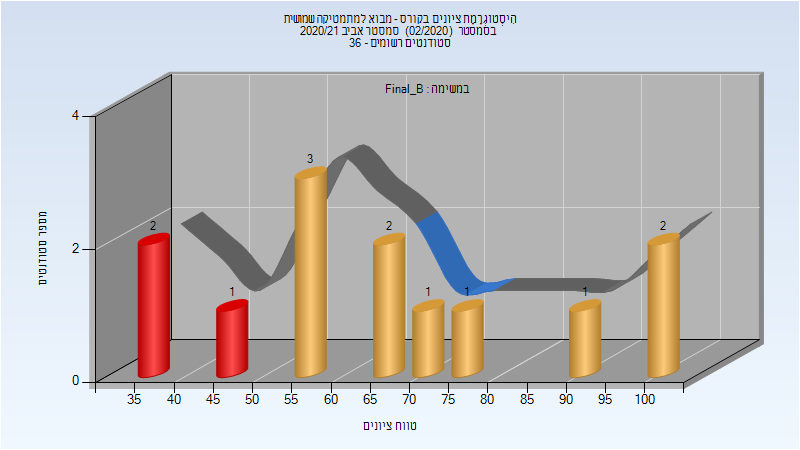 היסטוגרמת ציונים בקורס - מבוא למתמטיקה שמושית
בסמסטר (02/2020) סמסטר אביב 2020/21
סטודנטים רשומים - 36
במשימה : Final_B
מספר סטודנטים
4
2
0
2
1
3
2
1
1
1
2
35 40 45 50 55 60 65 70 75 80 85 90 95 100
טווח ציונים